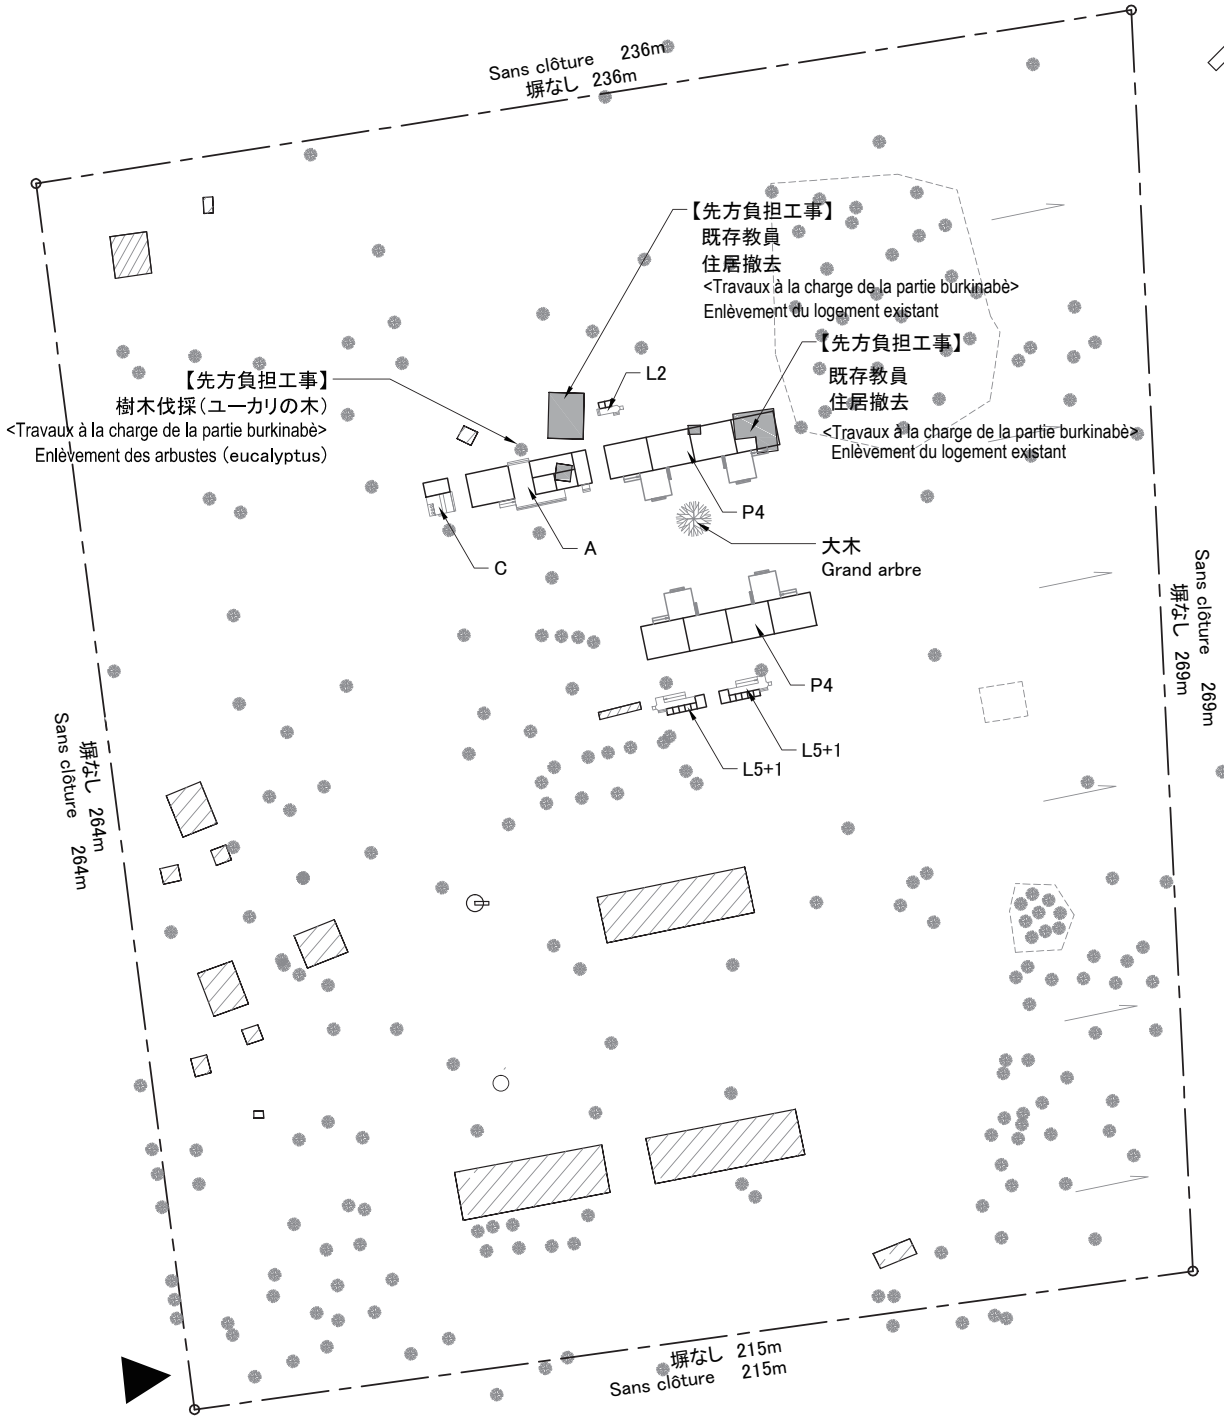 Sans clôture 236m
塀なし 236m
【先方負担工事】
既存教員
住居撤去
<Travaux à la charge de la partie burkinabè>
Enlèvement du logement existant
【先方負担工事】
既存教員
住居撤去
<Travaux à la charge de la partie burkinabè>
Enlèvement du logement existant
L2
【先方負担工事】
樹木伐採(ユーカリの木)
<Travaux à la charge de la partie burkinabè>
Enlèvement des arbustes (eucalyptus)
P4
大木
Grand arbre
A
C
Sans clôture 269m
塀なし 269m
P4
L5+1
L5+1
塀なし 264m
Sans clôture 264m
塀なし 215m
Sans clôture 215m